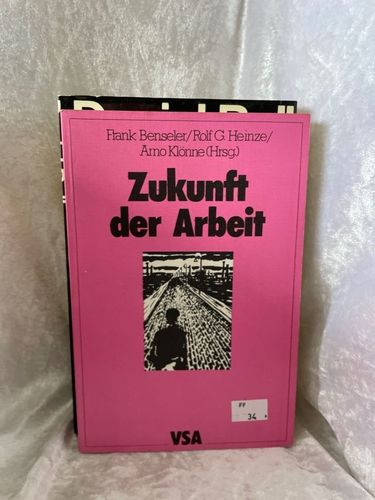 Frank Benseler/Rolf G. Heinze/
Arno Klönne (Hrsg.)
Zukunft
der Arbeit
FF
34
VSA